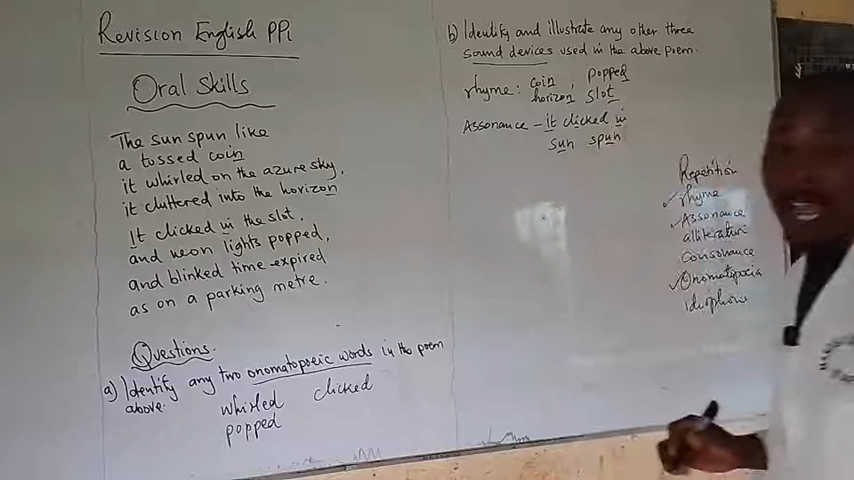 Revision English PP1
Oral Skills
The sun spun like
a tossed coin
it whirled on the azure sky,
it cluttered into the horizon
It clicked in the slot,
and neon lights popped,
and blinked time-expired
as on a parking metre.
Questions.
a) Identify any two onomatopoeic words in the poem
above.
whirled clicked
popped
b) Identify and illustrate any other three
sound devices used in the above poem.
rhyme: coin, popped
horizon slot
Assonance - it clicked in
sun spun
Repetition
rhyme
Assonance
consonance
Onomatopoeia